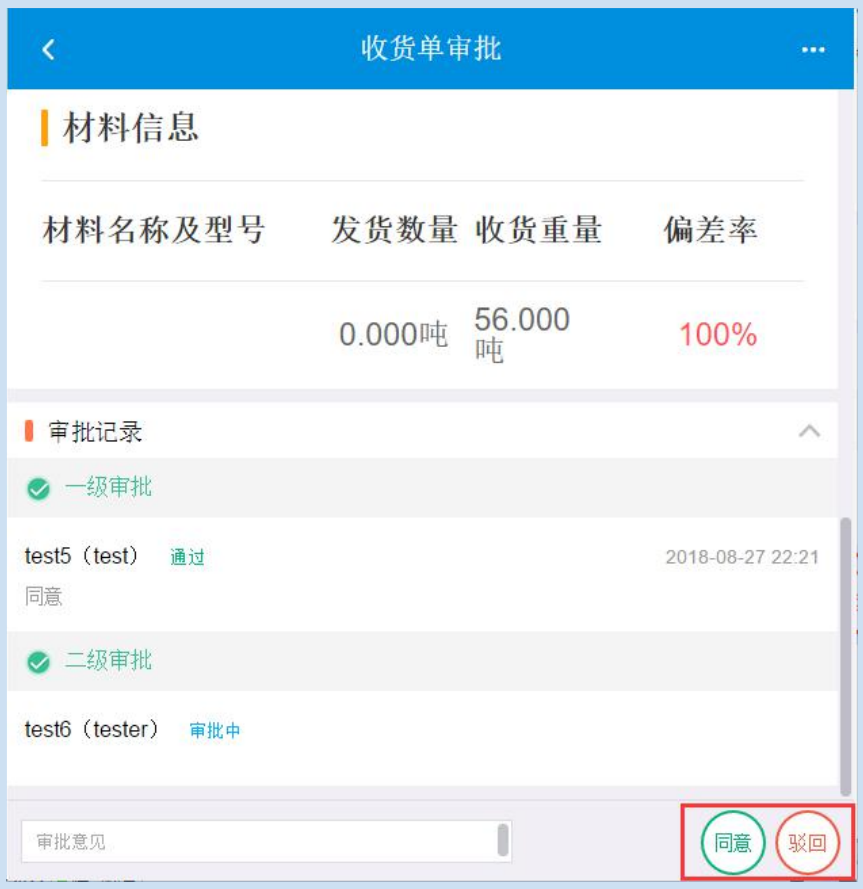 收货单审批
材料信息
材料名称及型号 发货数量 收货重量 偏差率
0.000吨 56.000吨 100%
审批记录
一级审批
test5（test） 通过 2018-08-27 22:21
同意
二级审批
test6（tester） 审批中
审批意见 同意 驳回